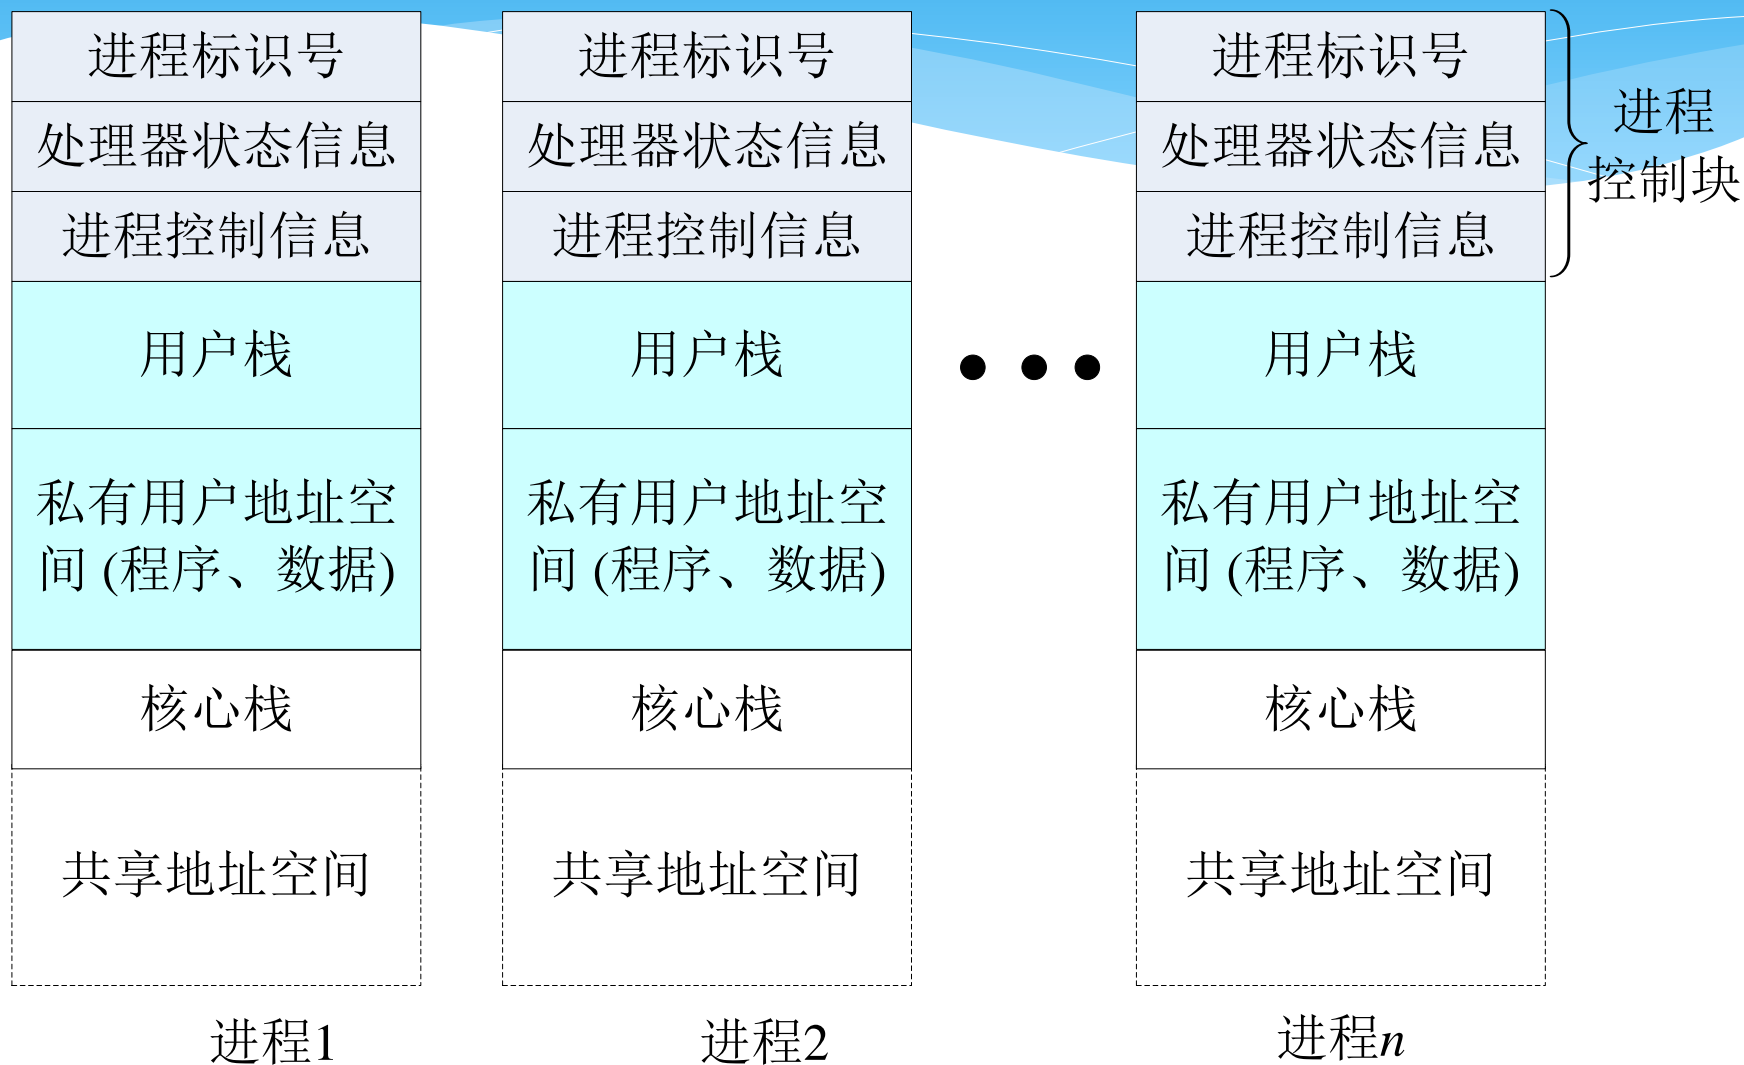 进程标识号
处理器状态信息
进程控制信息
用户栈
私有用户地址空
间 (程序、数据)
核心栈
共享地址空间
进程1
进程标识号
处理器状态信息
进程控制信息
用户栈
私有用户地址空
间 (程序、数据)
核心栈
共享地址空间
进程2
进程标识号
处理器状态信息
进程控制信息
用户栈
私有用户地址空
间 (程序、数据)
核心栈
共享地址空间
进程n
进程
控制块